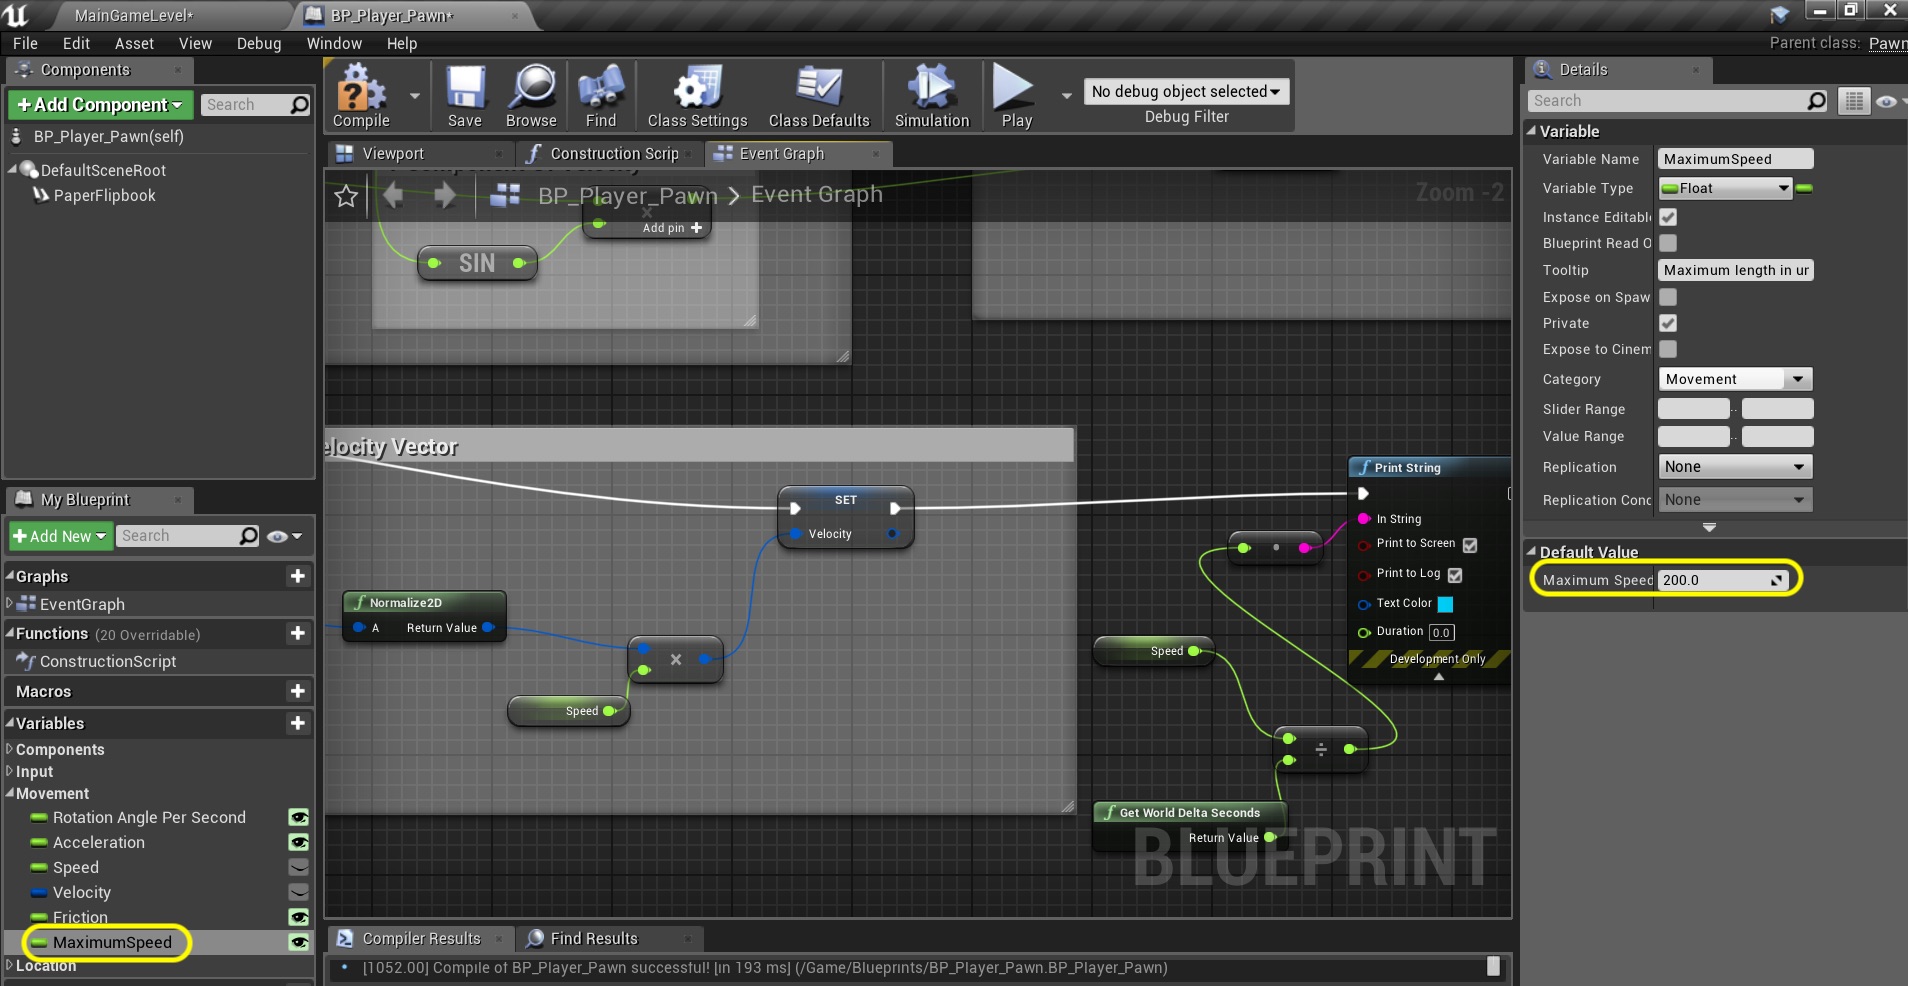 MainGameLevel*
BP_Player_Pawn*
File Edit Asset View Debug Window Help
Parent class: Pawn
Components
+Add Component
Search
BP_Player_Pawn(self)
DefaultSceneRoot
PaperFlipbook
Compile
Save
Browse
Find
Class Settings
Class Defaults
Simulation
Play
No debug object selected
Debug Filter
Viewport
Construction Scrip
Event Graph
BP_Player_Pawn > Event Graph
Zoom -2
Add pin +
SIN
elocity Vector
SET
Velocity
Normalize2D
A Return Value
×
Speed
Print String
In String
Print to Screen
Print to Log
Text Color
Duration 0.0
Development Only
Speed
÷
Get World Delta Seconds
Return Value
BLUEPRINT
My Blueprint
+Add New
Search
Graphs
EventGraph
Functions (20 Overridable)
ConstructionScript
Macros
Variables
Components
Input
Movement
Rotation Angle Per Second
Acceleration
Speed
Velocity
Friction
MaximumSpeed
Location
Compiler Results
Find Results
[1052.00] Compile of BP_Player_Pawn successful! [in 193 ms] (/Game/Blueprints/BP_Player_Pawn.BP_Player_Pawn)
Details
Search
Variable
Variable Name MaximumSpeed
Variable Type Float
Instance Editabl
Blueprint Read O
Tooltip Maximum length in ur
Expose on Spaw
Private
Expose to Cinem
Category Movement
Slider Range
Value Range
Replication None
Replication Conc None
Default Value
Maximum Speed 200.0